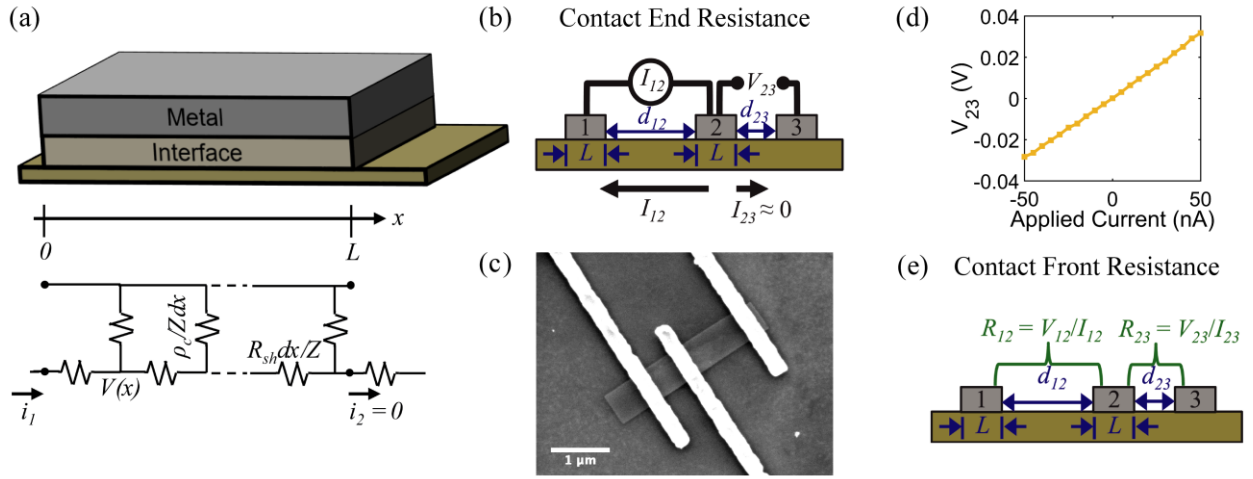 (a)
Metal
Interface
0
L
x
ρc/Zdx
Rshdx/Z
V(x)
i1
i2 = 0
(b) Contact End Resistance
I12
V23
d12
d23
1
2
3
L
L
I12
I23 ≈ 0
(c)
1 µm
(d)
0.04
0.02
0
-0.02
-0.04
V23 (V)
-50
0
50
Applied Current (nA)
(e) Contact Front Resistance
R12 = V12/I12
R23 = V23/I23
d12
d23
1
2
3
L
L